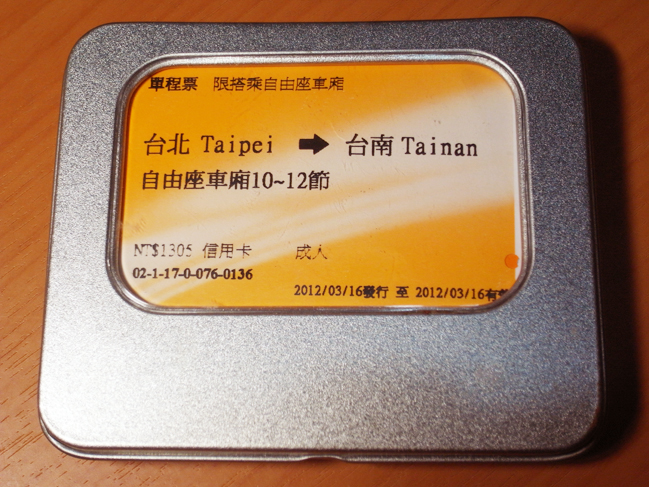 單程票 限搭乘自由座車廂
台北 Taipei ➡ 台南 Tainan
自由座車廂10~12節
NT$1305 信用卡 成人
02-1-17-0-076-0136
2012/03/16發行 至 2012/03/16有